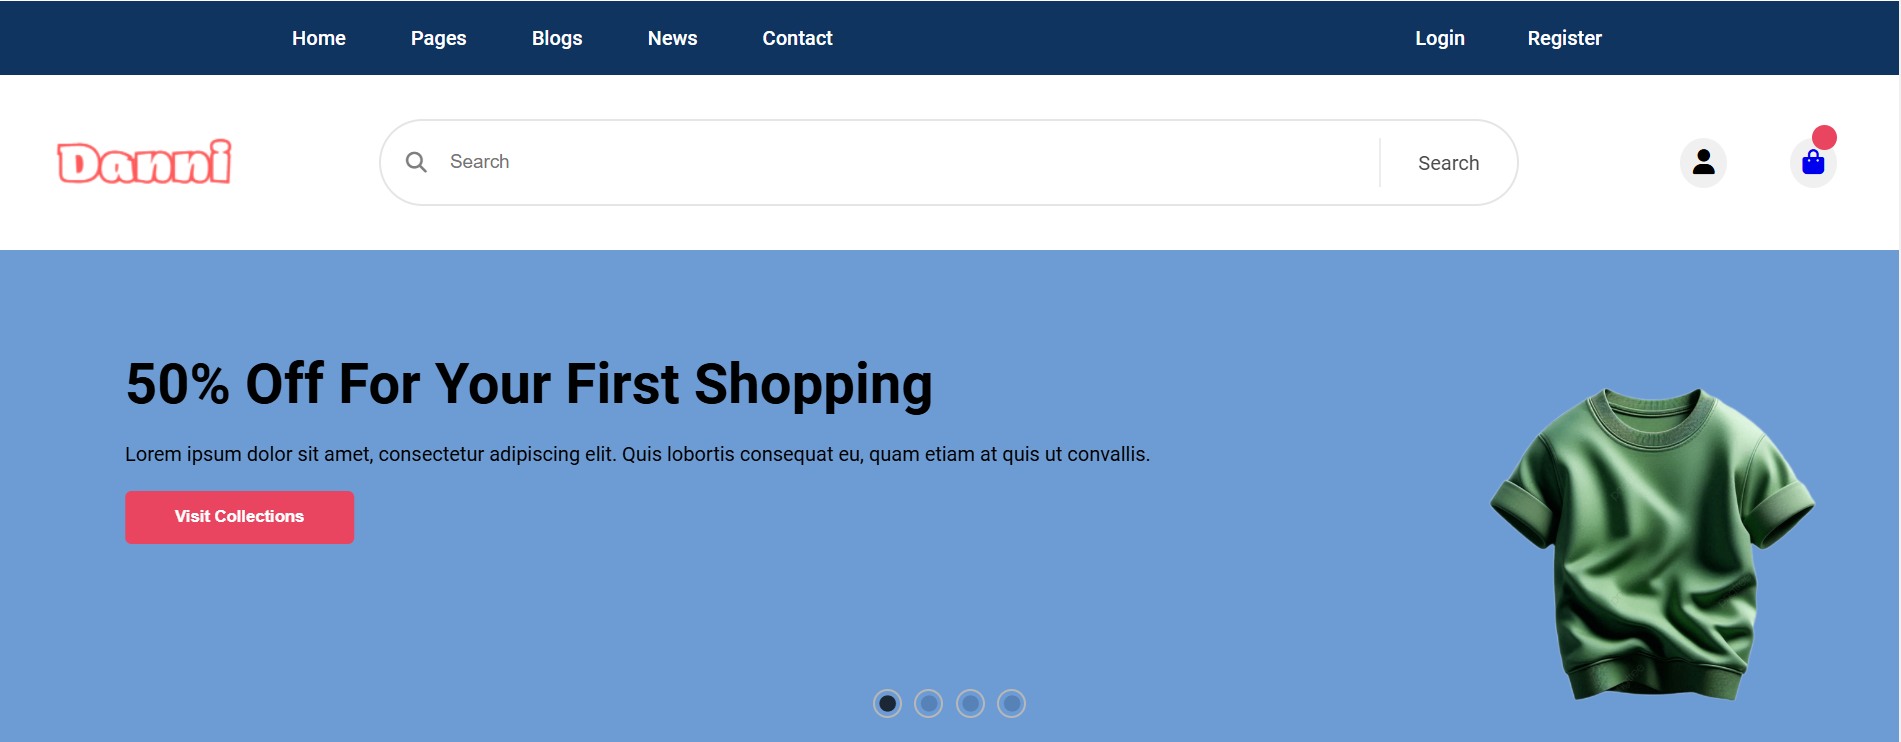 Home Pages Blogs News Contact Login Register
Danni
Search Search
50% Off For Your First Shopping
Lorem ipsum dolor sit amet, consectetur adipiscing elit. Quis lobortis consequat eu, quam etiam at quis ut convallis.
Visit Collections